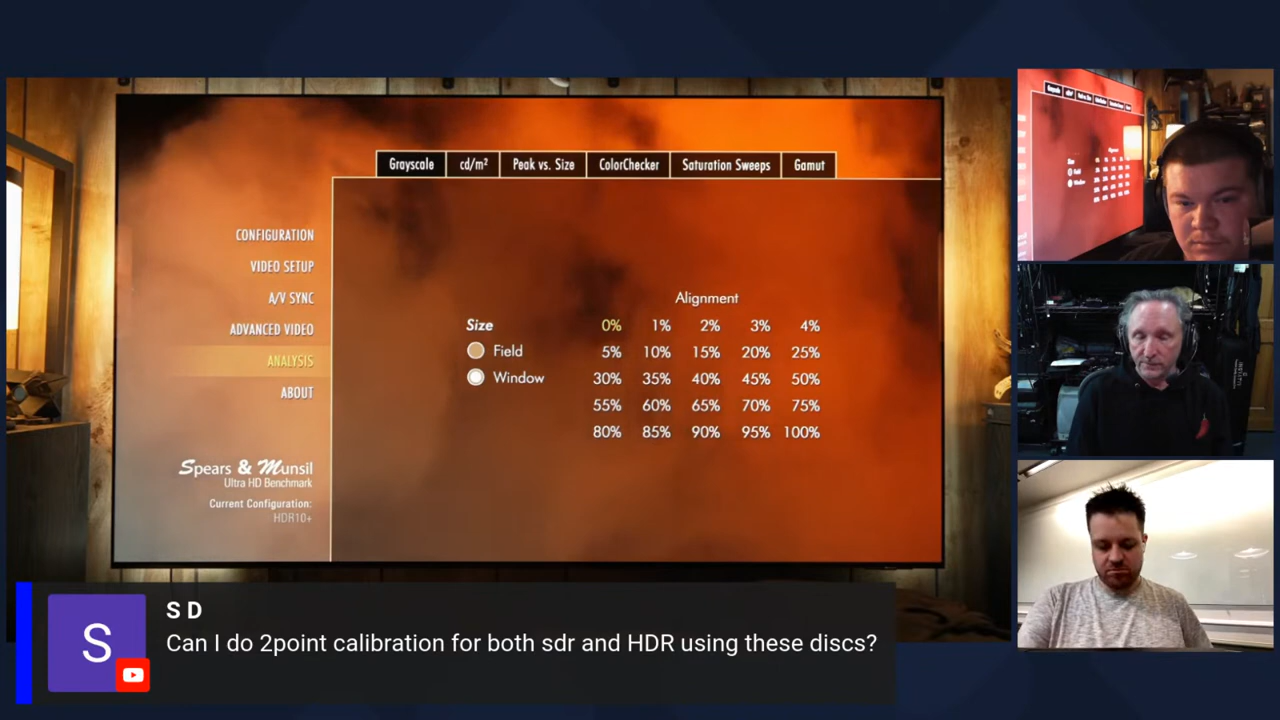 Grayscale cd/m² Peak vs. Size ColorChecker Saturation Sweeps Gamut
CONFIGURATION
VIDEO SETUP
A/V SYNC
ADVANCED VIDEO
ANALYSIS
ABOUT
Spears & Munsil
Ultra HD Benchmark
Current Configuration:
HDR10+
Alignment
Size 0% 1% 2% 3% 4%
Field 5% 10% 15% 20% 25%
Window 30% 35% 40% 45% 50%
55% 60% 65% 70% 75%
80% 85% 90% 95% 100%
S
S D
Can I do 2point calibration for both sdr and HDR using these discs?